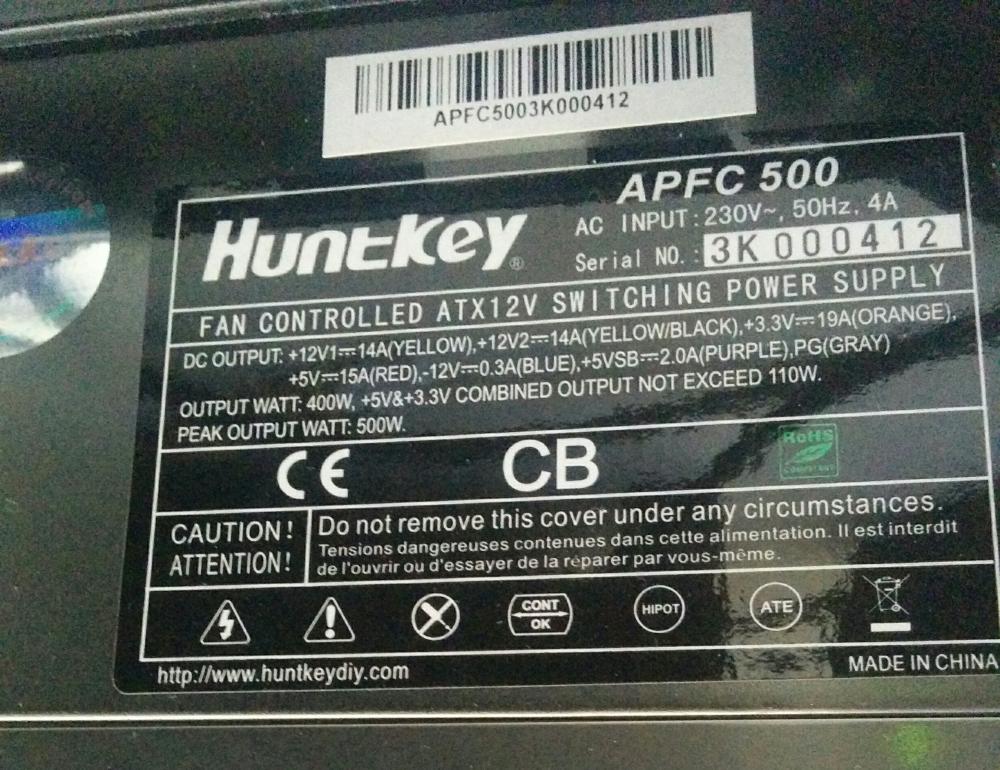 APFC5003K000412
APFC 500
Huntkey®
AC INPUT:230V~, 50Hz, 4A
Serial NO.: 3K 000412
FAN CONTROLLED ATX12V SWITCHING POWER SUPPLY
DC OUTPUT: +12V1⎓14A(YELLOW),+12V2⎓14A(YELLOW/BLACK),+3.3V⎓19A(ORANGE),
+5V⎓15A(RED),-12V⎓0.3A(BLUE),+5VSB⎓2.0A(PURPLE),PG(GRAY)
OUTPUT WATT: 400W, +5V&+3.3V COMBINED OUTPUT NOT EXCEED 110W.
PEAK OUTPUT WATT: 500W.
CE CB RoHS
COMPLIANT
CAUTION!
ATTENTION!
Do not remove this cover under any circumstances.
Tensions dangereuses contenues dans cette alimentation. Il est interdit
de l'ouvrir ou d'essayer de la réparer par vous-même.
CONT
OK
HIPOT
ATE
http://www.huntkeydiy.com
MADE IN CHINA